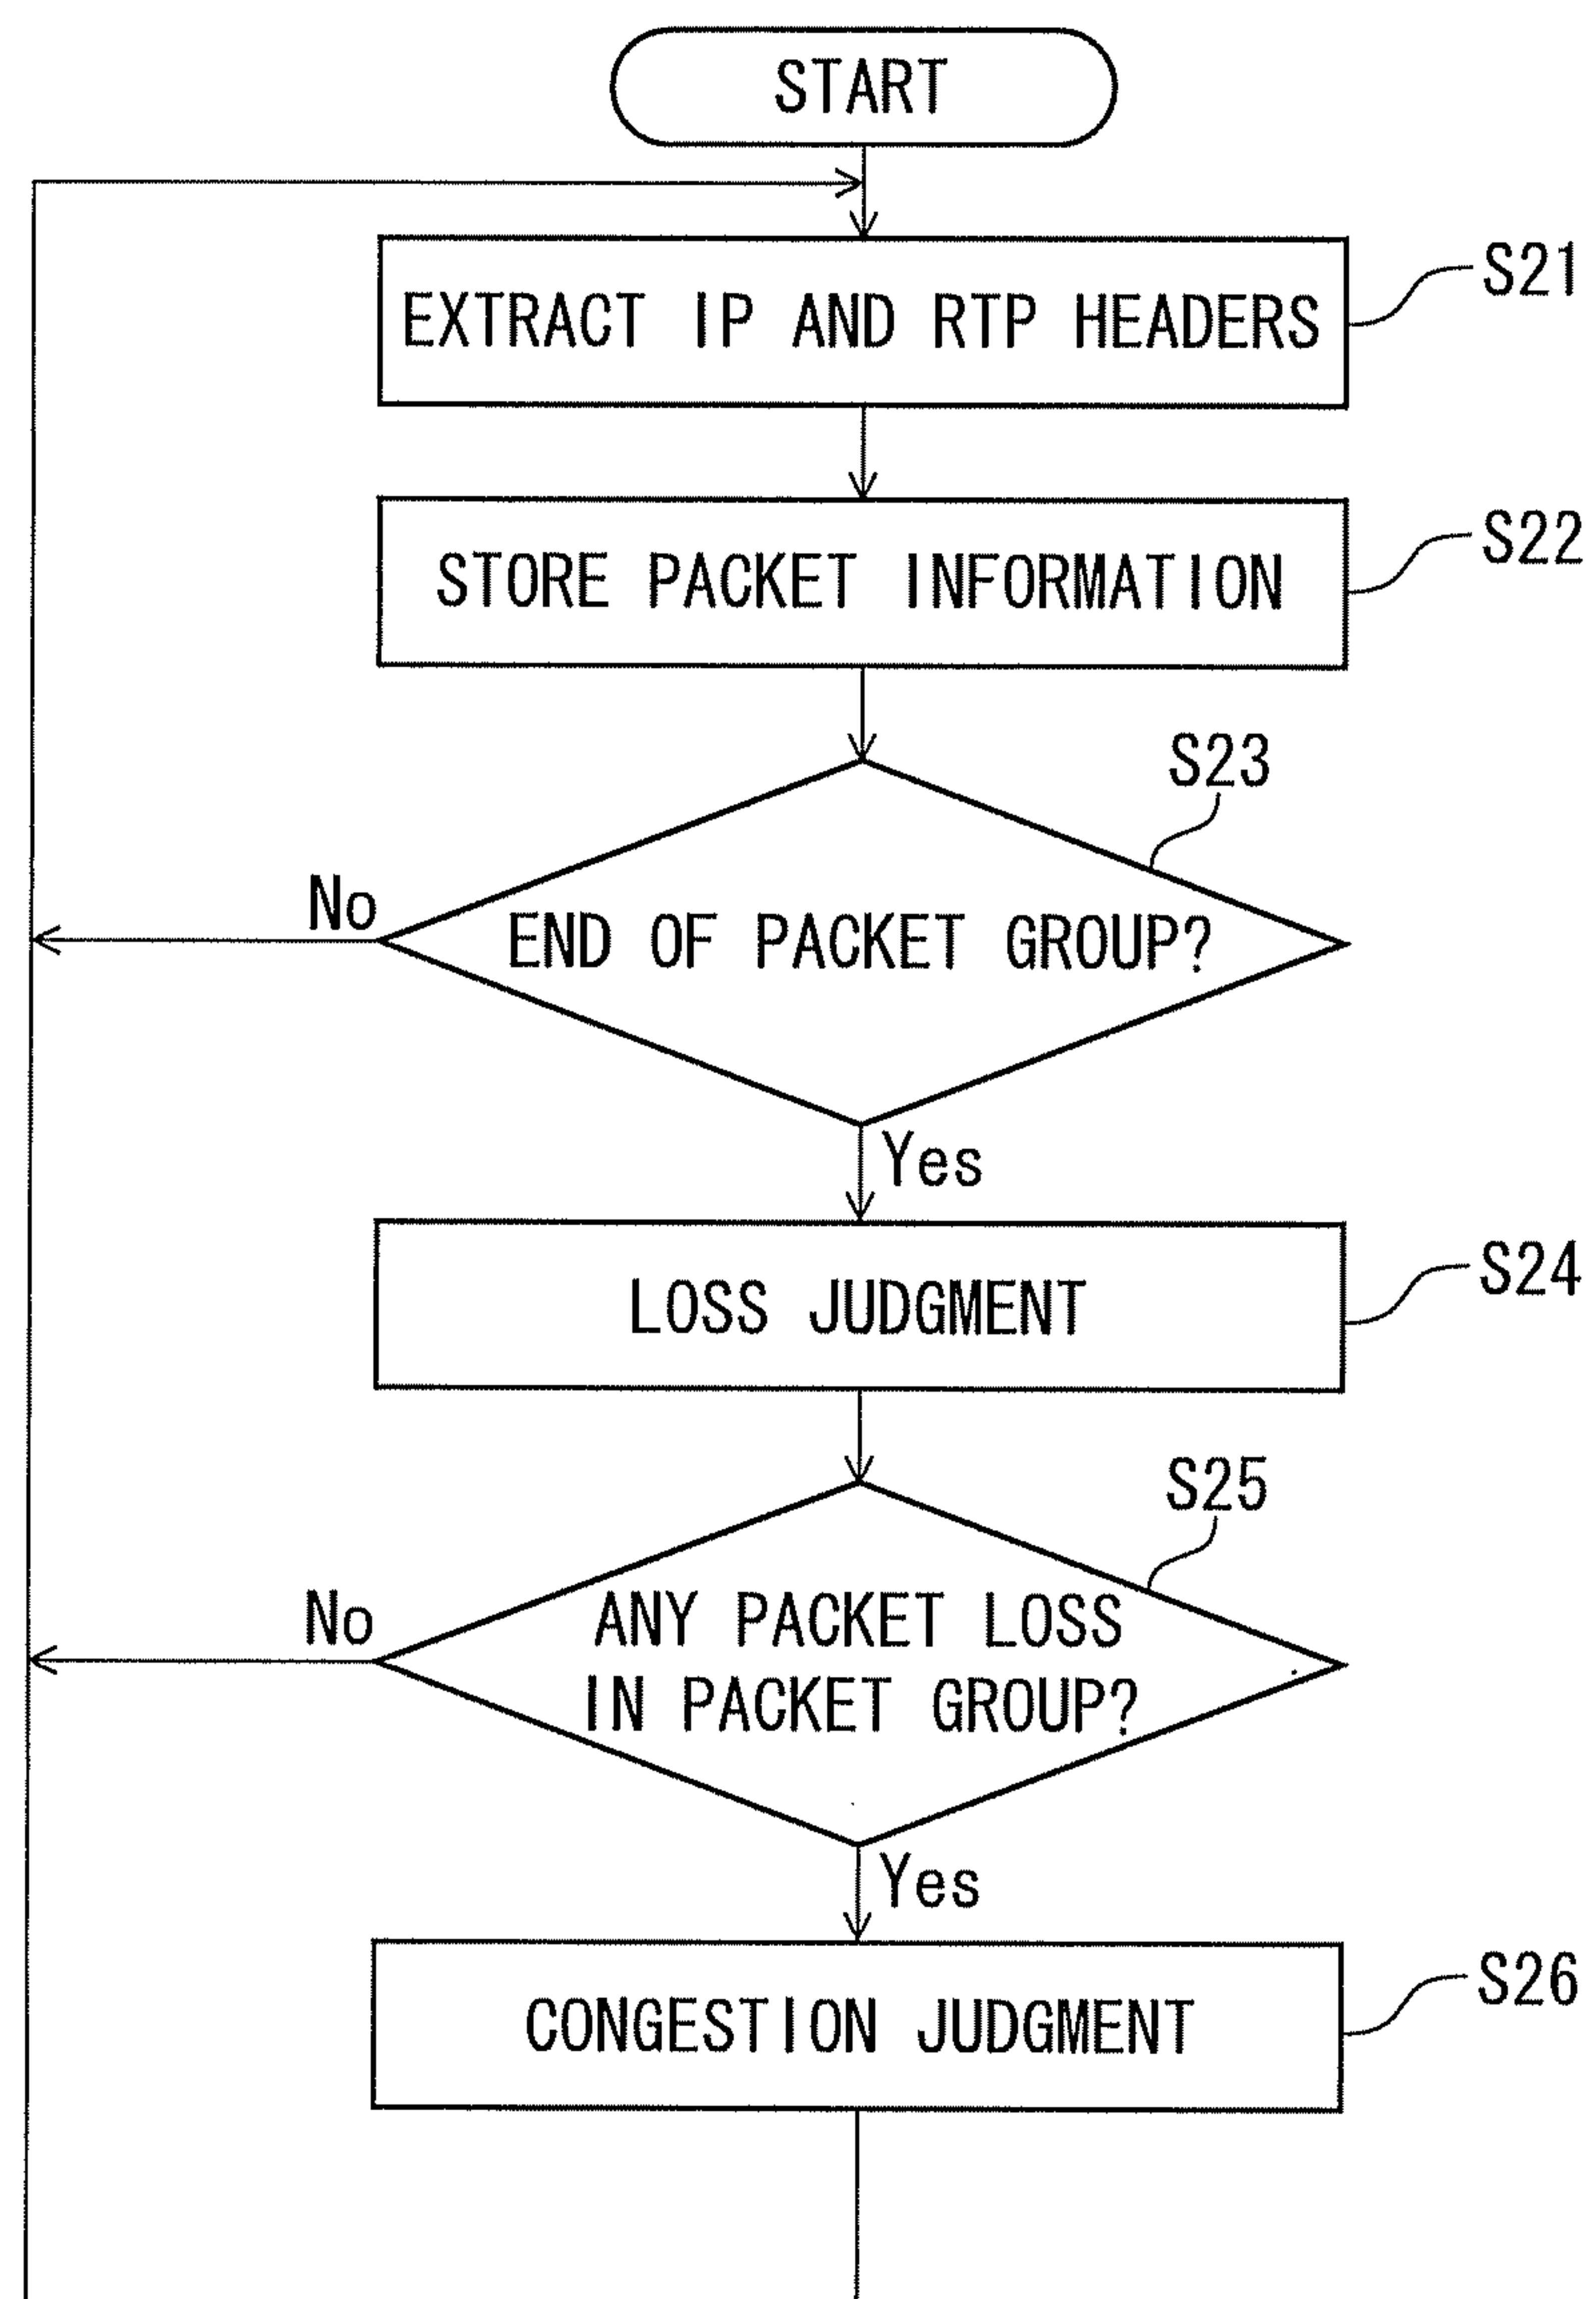 START
EXTRACT IP AND RTP HEADERS
S21
STORE PACKET INFORMATION
S22
S23
END OF PACKET GROUP?
No
Yes
LOSS JUDGMENT
S24
S25
ANY PACKET LOSS
IN PACKET GROUP?
No
Yes
CONGESTION JUDGMENT
S26